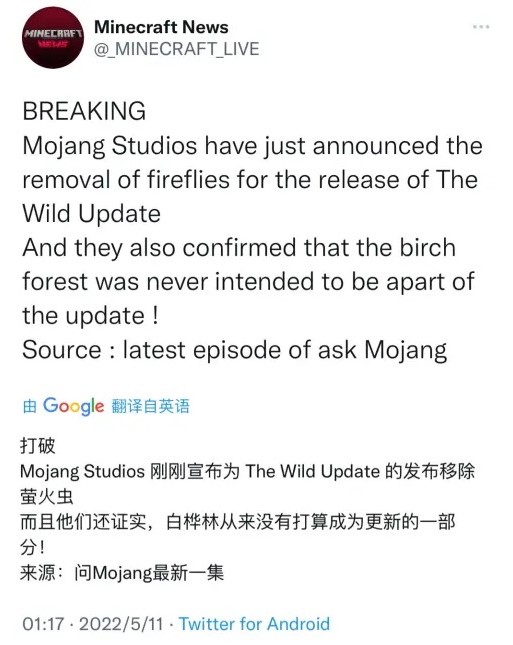 MINECRAFT
NEWS
Minecraft News
@_MINECRAFT_LIVE
BREAKING
Mojang Studios have just announced the
removal of fireflies for the release of The
Wild Update
And they also confirmed that the birch
forest was never intended to be apart of
the update !
Source : latest episode of ask Mojang
由 Google 翻译自英语
打破
Mojang Studios 刚刚宣布为 The Wild Update 的发布移除
萤火虫
而且他们还证实，白桦林从来没有打算成为更新的一部
分！
来源：问Mojang最新一集
01:17 · 2022/5/11 · Twitter for Android